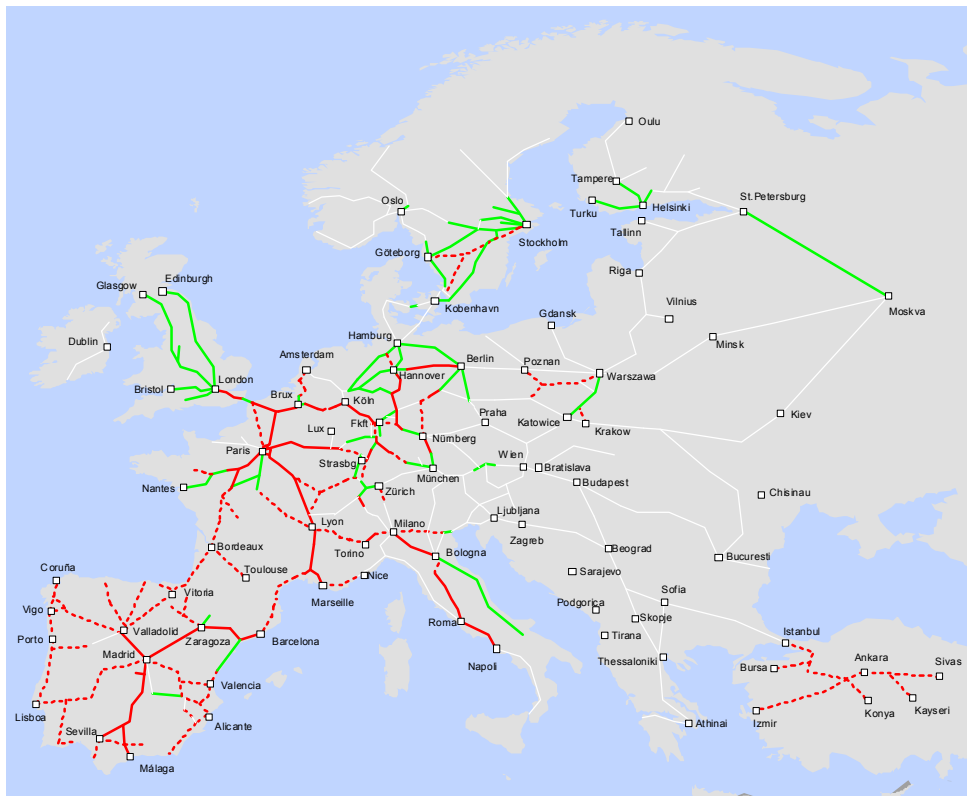 Oulu
Tampere
St.Petersburg
Oslo
Turku
Helsinki
Tallinn
Stockholm
Göteborg
Riga
Edinburgh
Glasgow
Moskva
Vilnius
Kobenhavn
Gdansk
Minsk
Hamburg
Dublin
Amsterdam
Berlin
Poznan
Hannover
Warszawa
London
Bristol
Brux
Köln
Praha
Kiev
Katowice
Krakow
Fkft
Lux
Nürnberg
Paris
Wien
Strasbg
Bratislava
München
Budapest
Nantes
Zürich
Chisinau
Ljubljana
Lyon
Milano
Zagreb
Bordeaux
Torino
Bologna
Beograd
Bucuresti
Coruña
Toulouse
Nice
Sarajevo
Vitoria
Marseille
Sofia
Vigo
Podgorica
Skopje
Valladolid
Roma
Porto
Zaragoza
Barcelona
Tirana
Istanbul
Madrid
Napoli
Thessaloniki
Ankara
Sivas
Bursa
Valencia
Lisboa
Konya
Kayseri
Alicante
Athinai
Izmir
Sevilla
Málaga